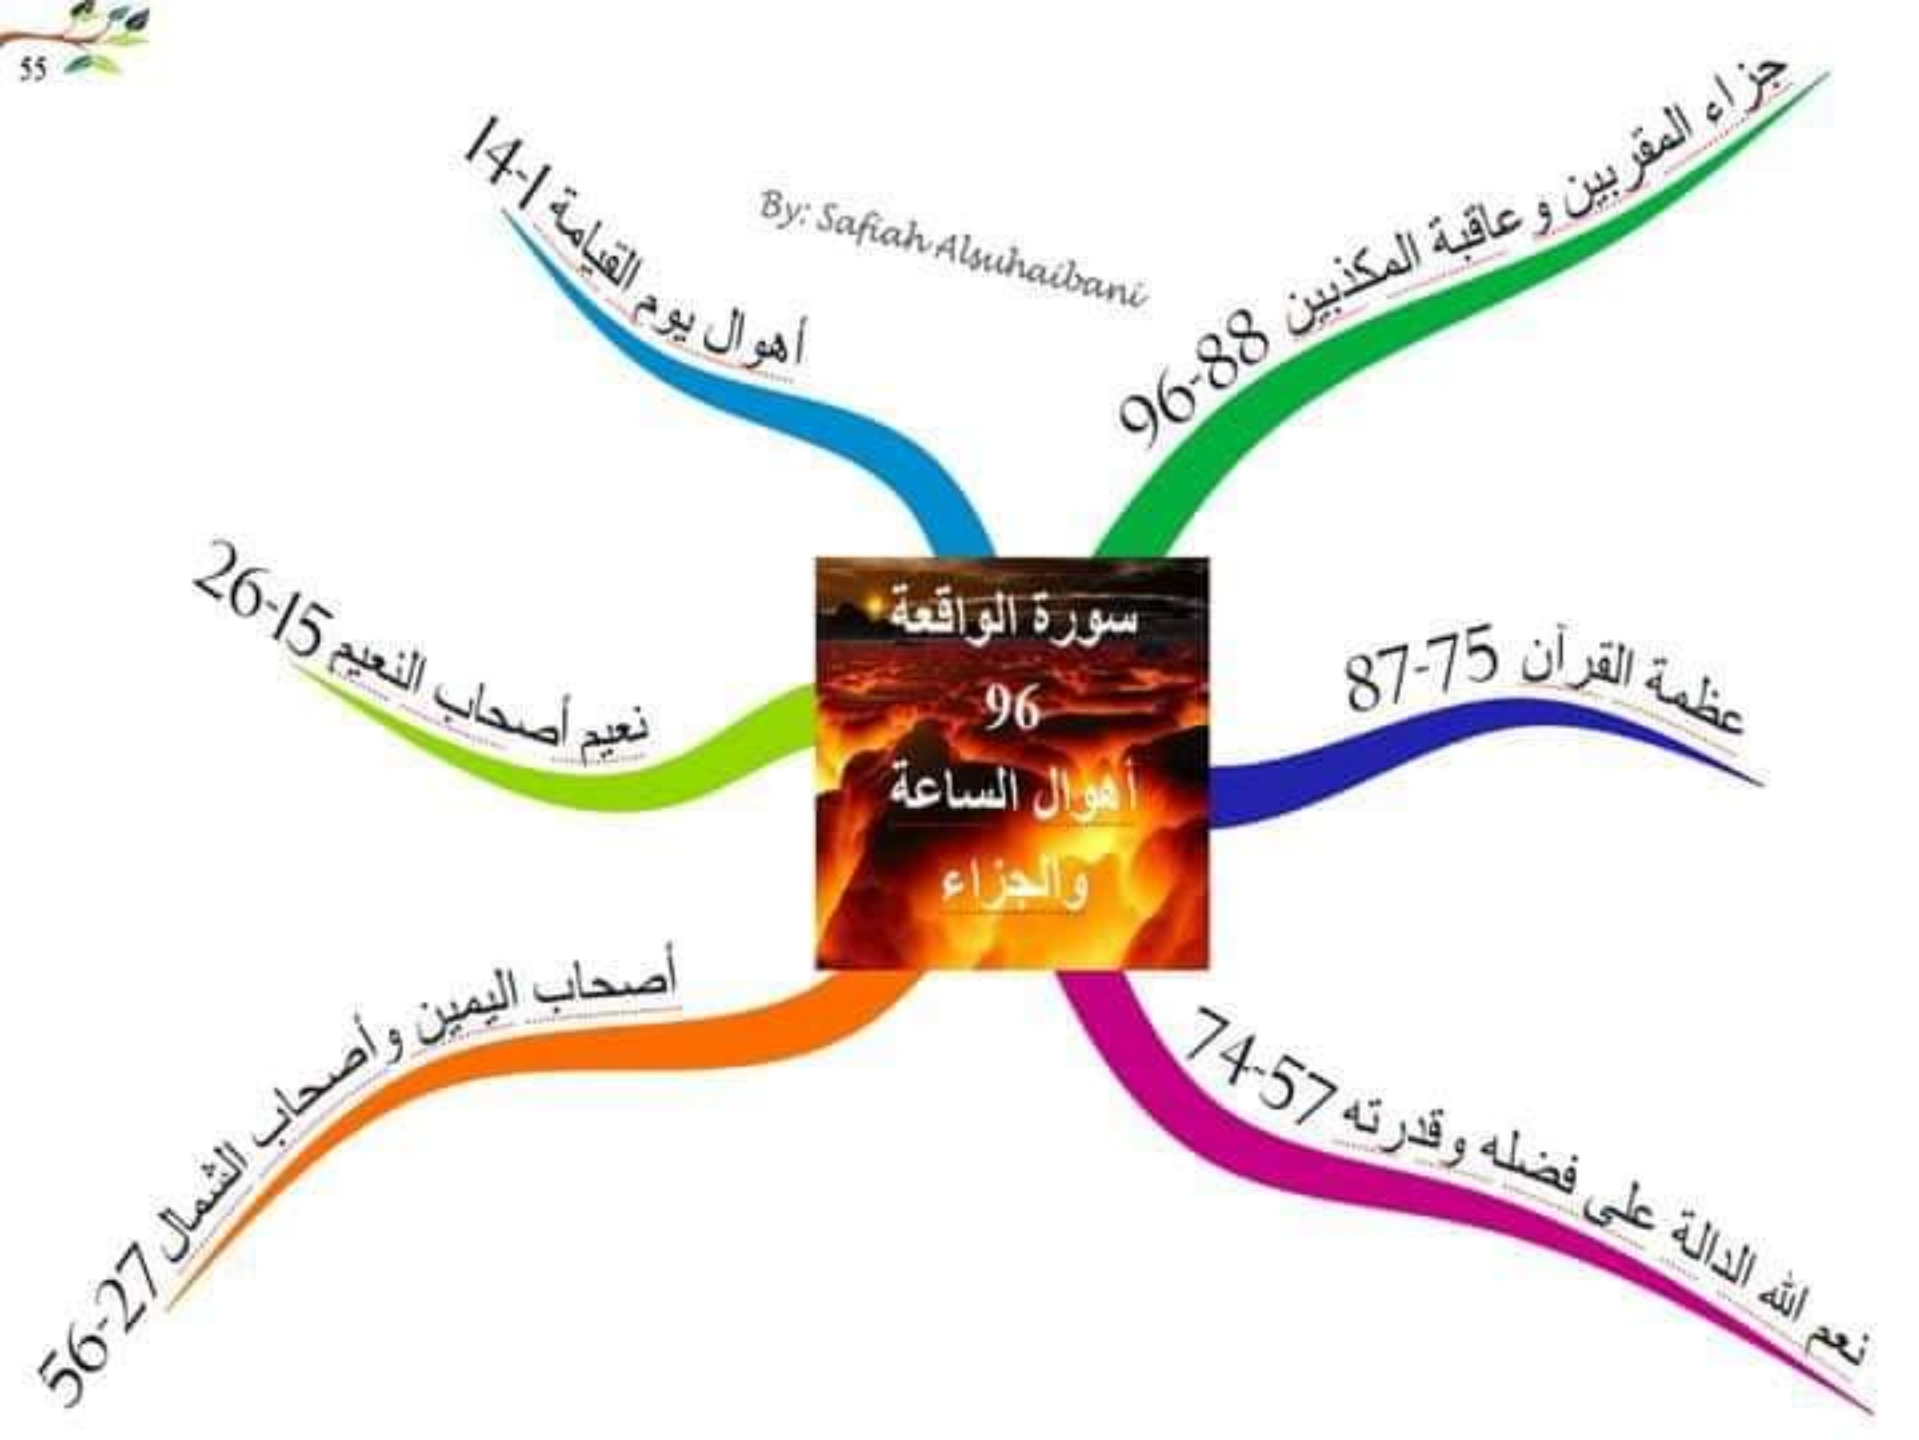 55
By: Safiah Alsuhaibani
سورة الواقعة
96
أهوال الساعة
والجزاء
أهوال يوم القيامة 1-14
نعيم أصحاب النعيم 15-26
أصحاب اليمين وأصحاب الشمال 27-56
نعم الله الدالة على فضله وقدرته 57-74
عظمة القرآن 75-87
جزاء المقربين و عاقبة المكذبين 88-96